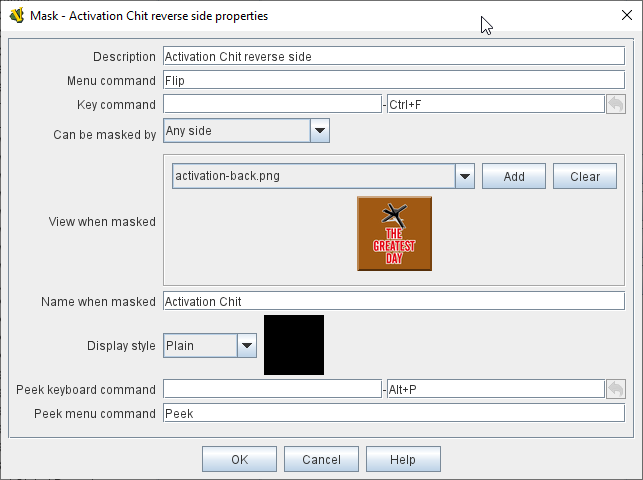 Mask - Activation Chit reverse side properties
Description Activation Chit reverse side
Menu command Flip
Key command - Ctrl+F
Can be masked by Any side
activation-back.png Add Clear
View when masked
THE
GREATEST
DAY
Name when masked Activation Chit
Display style Plain
Peek keyboard command - Alt+P
Peek menu command Peek
OK Cancel Help